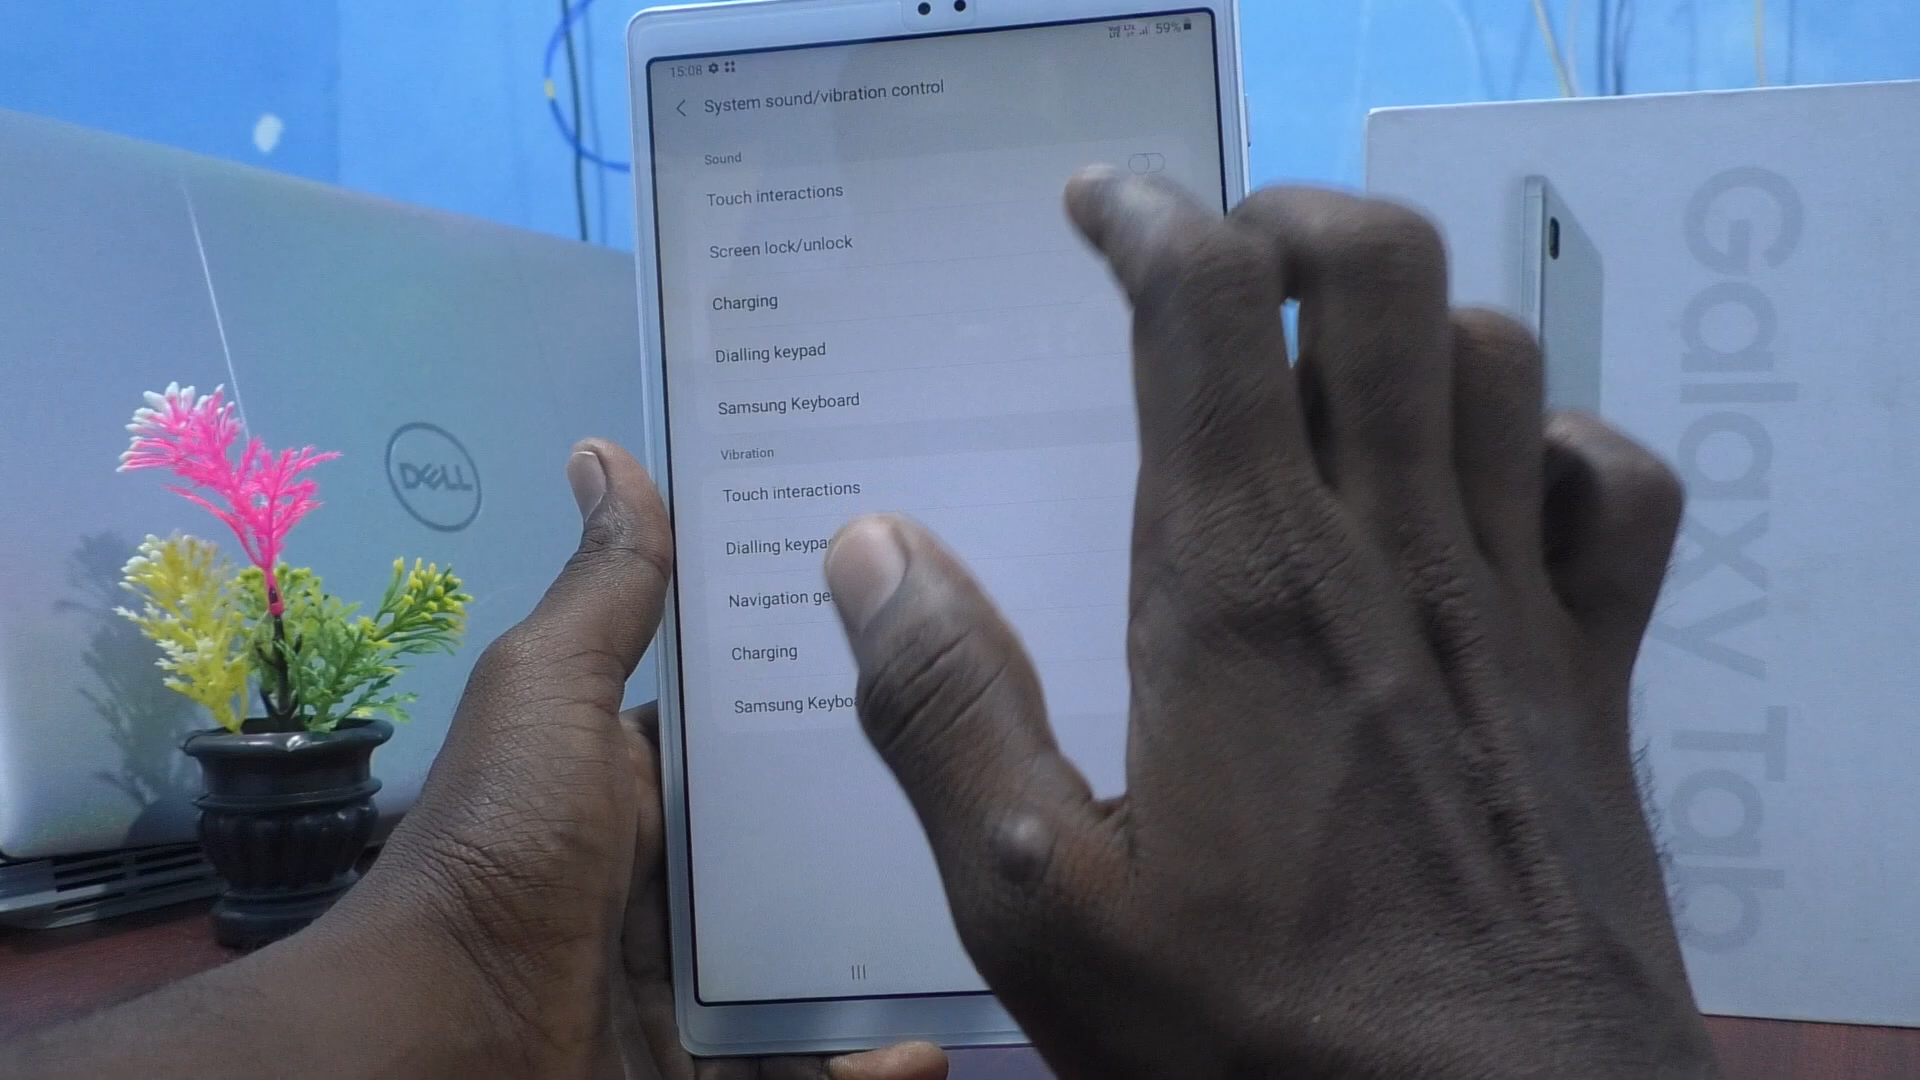 15:08
59%
System sound/vibration control
Sound
Touch interactions
Screen lock/unlock
Charging
Dialling keypad
Samsung Keyboard
Vibration
Touch interactions
Dialling keypa
Navigation ge
Charging
Samsung Keybo
DELL
Galaxy Tab